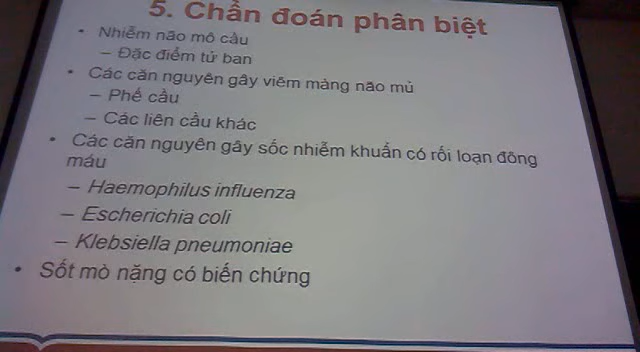 5. Chẩn đoán phân biệt
• Nhiễm não mô cầu
– Đặc điểm tử ban
• Các căn nguyên gây viêm màng não mủ
– Phế cầu
– Các liên cầu khác
• Các căn nguyên gây sốc nhiễm khuẩn có rối loạn đông
máu
– Haemophilus influenza
– Escherichia coli
– Klebsiella pneumoniae
• Sốt mò nặng có biến chứng